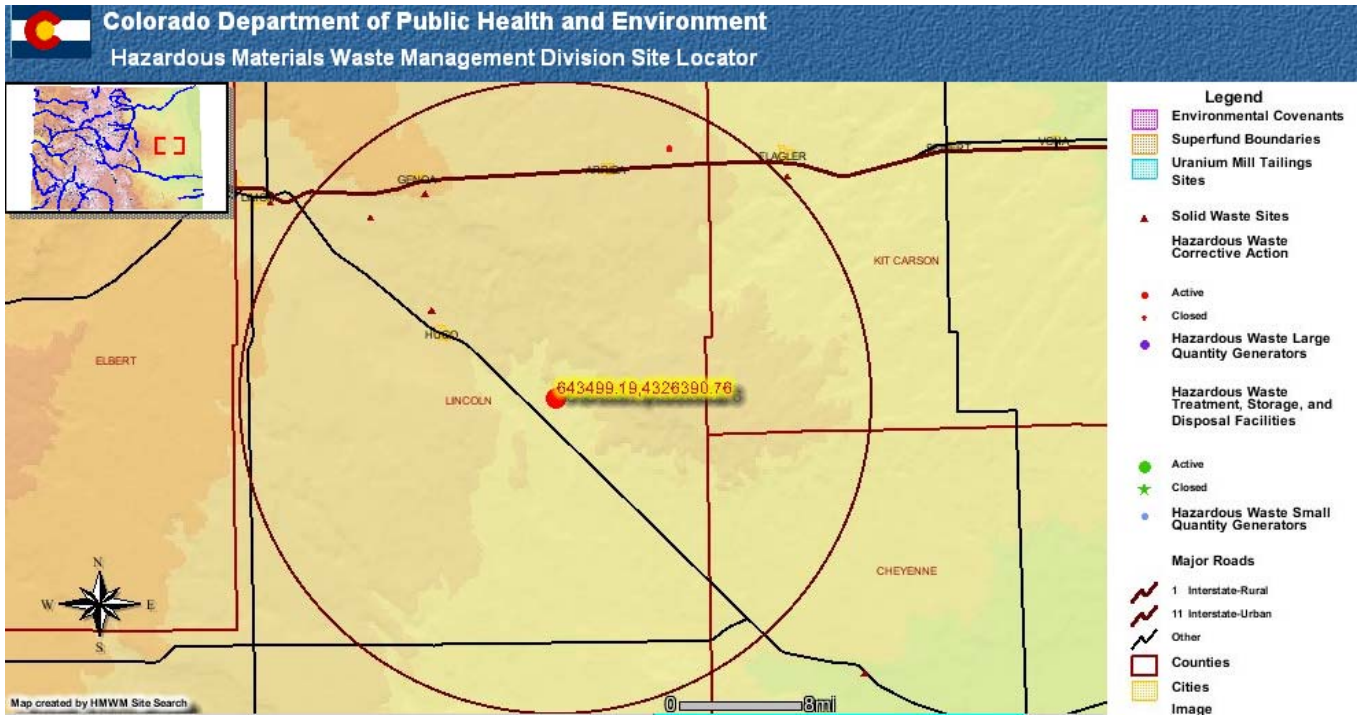 Colorado Department of Public Health and Environment
Hazardous Materials Waste Management Division Site Locator
Legend
Environmental Covenants
Superfund Boundaries
Uranium Mill Tailings
Sites
Solid Waste Sites
Hazardous Waste
Corrective Action
Active
Closed
Hazardous Waste Large
Quantity Generators
Hazardous Waste
Treatment, Storage, and
Disposal Facilities
Active
Closed
Hazardous Waste Small
Quantity Generators
Major Roads
1 Interstate-Rural
11 Interstate-Urban
Other
Counties
Cities
Image
VONA
FLAGLER
GENOA
KIT CARSON
HUGO
ELBERT
643499.19,4326390.76
LINCOLN
CHEYENNE
N
W E
S
0 8mi
Map created by HMWM Site Search